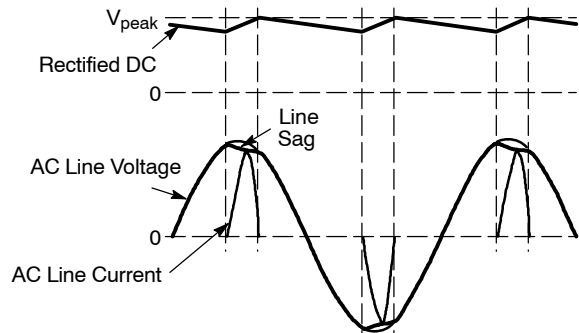 Vpeak
Rectified DC
0
Line
Sag
AC Line Voltage
0
AC Line Current